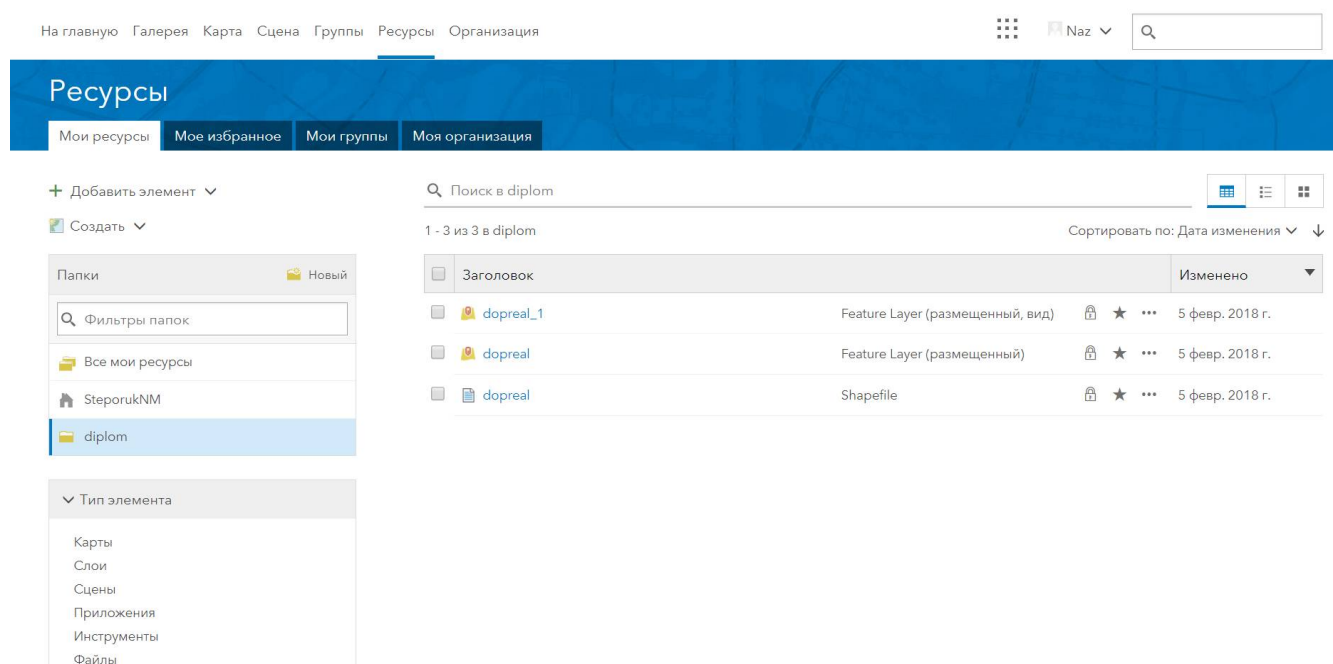 На главную Галерея Карта Сцена Группы Ресурсы Организация Naz
Ресурсы
Мои ресурсы Мое избранное Мои группы Моя организация
Добавить элемент
Создать
Папки Новый
Фильтры папок
Все мои ресурсы
SteporukNM
diplom
Тип элемента
Карты
Слои
Сцены
Приложения
Инструменты
Файлы
Поиск в diplom
1 - 3 из 3 в diplom Сортировать по: Дата изменения
Заголовок Изменено
dopreal_1 Feature Layer (размещенный, вид) 5 февр. 2018 г.
dopreal Feature Layer (размещенный) 5 февр. 2018 г.
dopreal Shapefile 5 февр. 2018 г.